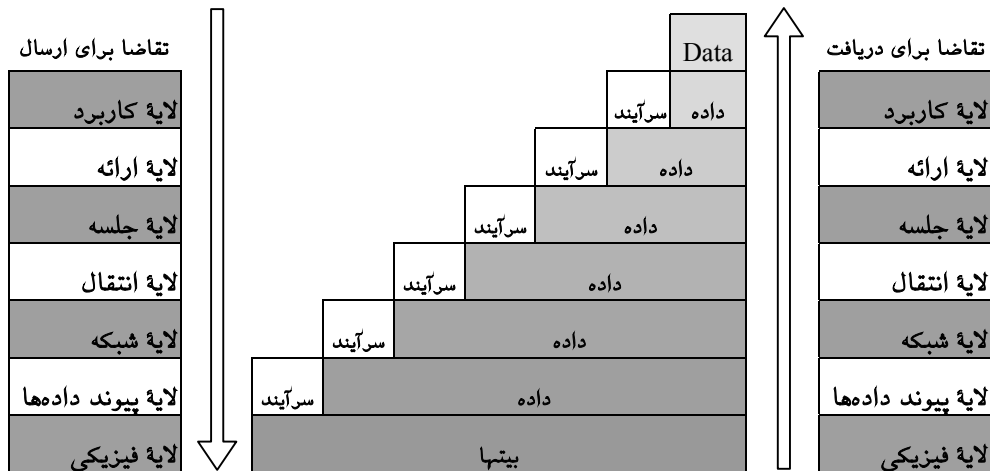 تقاضا برای ارسال
لایهٔ کاربرد
لایهٔ ارائه
لایهٔ جلسه
لایهٔ انتقال
لایهٔ شبکه
لایهٔ پیوند داده‌ها
لایهٔ فیزیکی
Data
داده سرآیند
داده سرآیند
داده سرآیند
داده سرآیند
داده سرآیند
داده سرآیند
بیتها
تقاضا برای دریافت
لایهٔ کاربرد
لایهٔ ارائه
لایهٔ جلسه
لایهٔ انتقال
لایهٔ شبکه
لایهٔ پیوند داده‌ها
لایهٔ فیزیکی